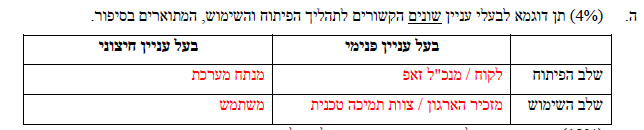 ה. (4%) תן דוגמא לבעלי עניין שונים הקשורים לתהליך הפיתוח והשימוש, המתוארים בסיפור.
בעל עניין פנימי בעל עניין חיצוני
שלב הפיתוח לקוח / מנכ"ל זאפ מנתח מערכת
שלב השימוש מזכיר הארגון / צוות תמיכה טכנית משתמש